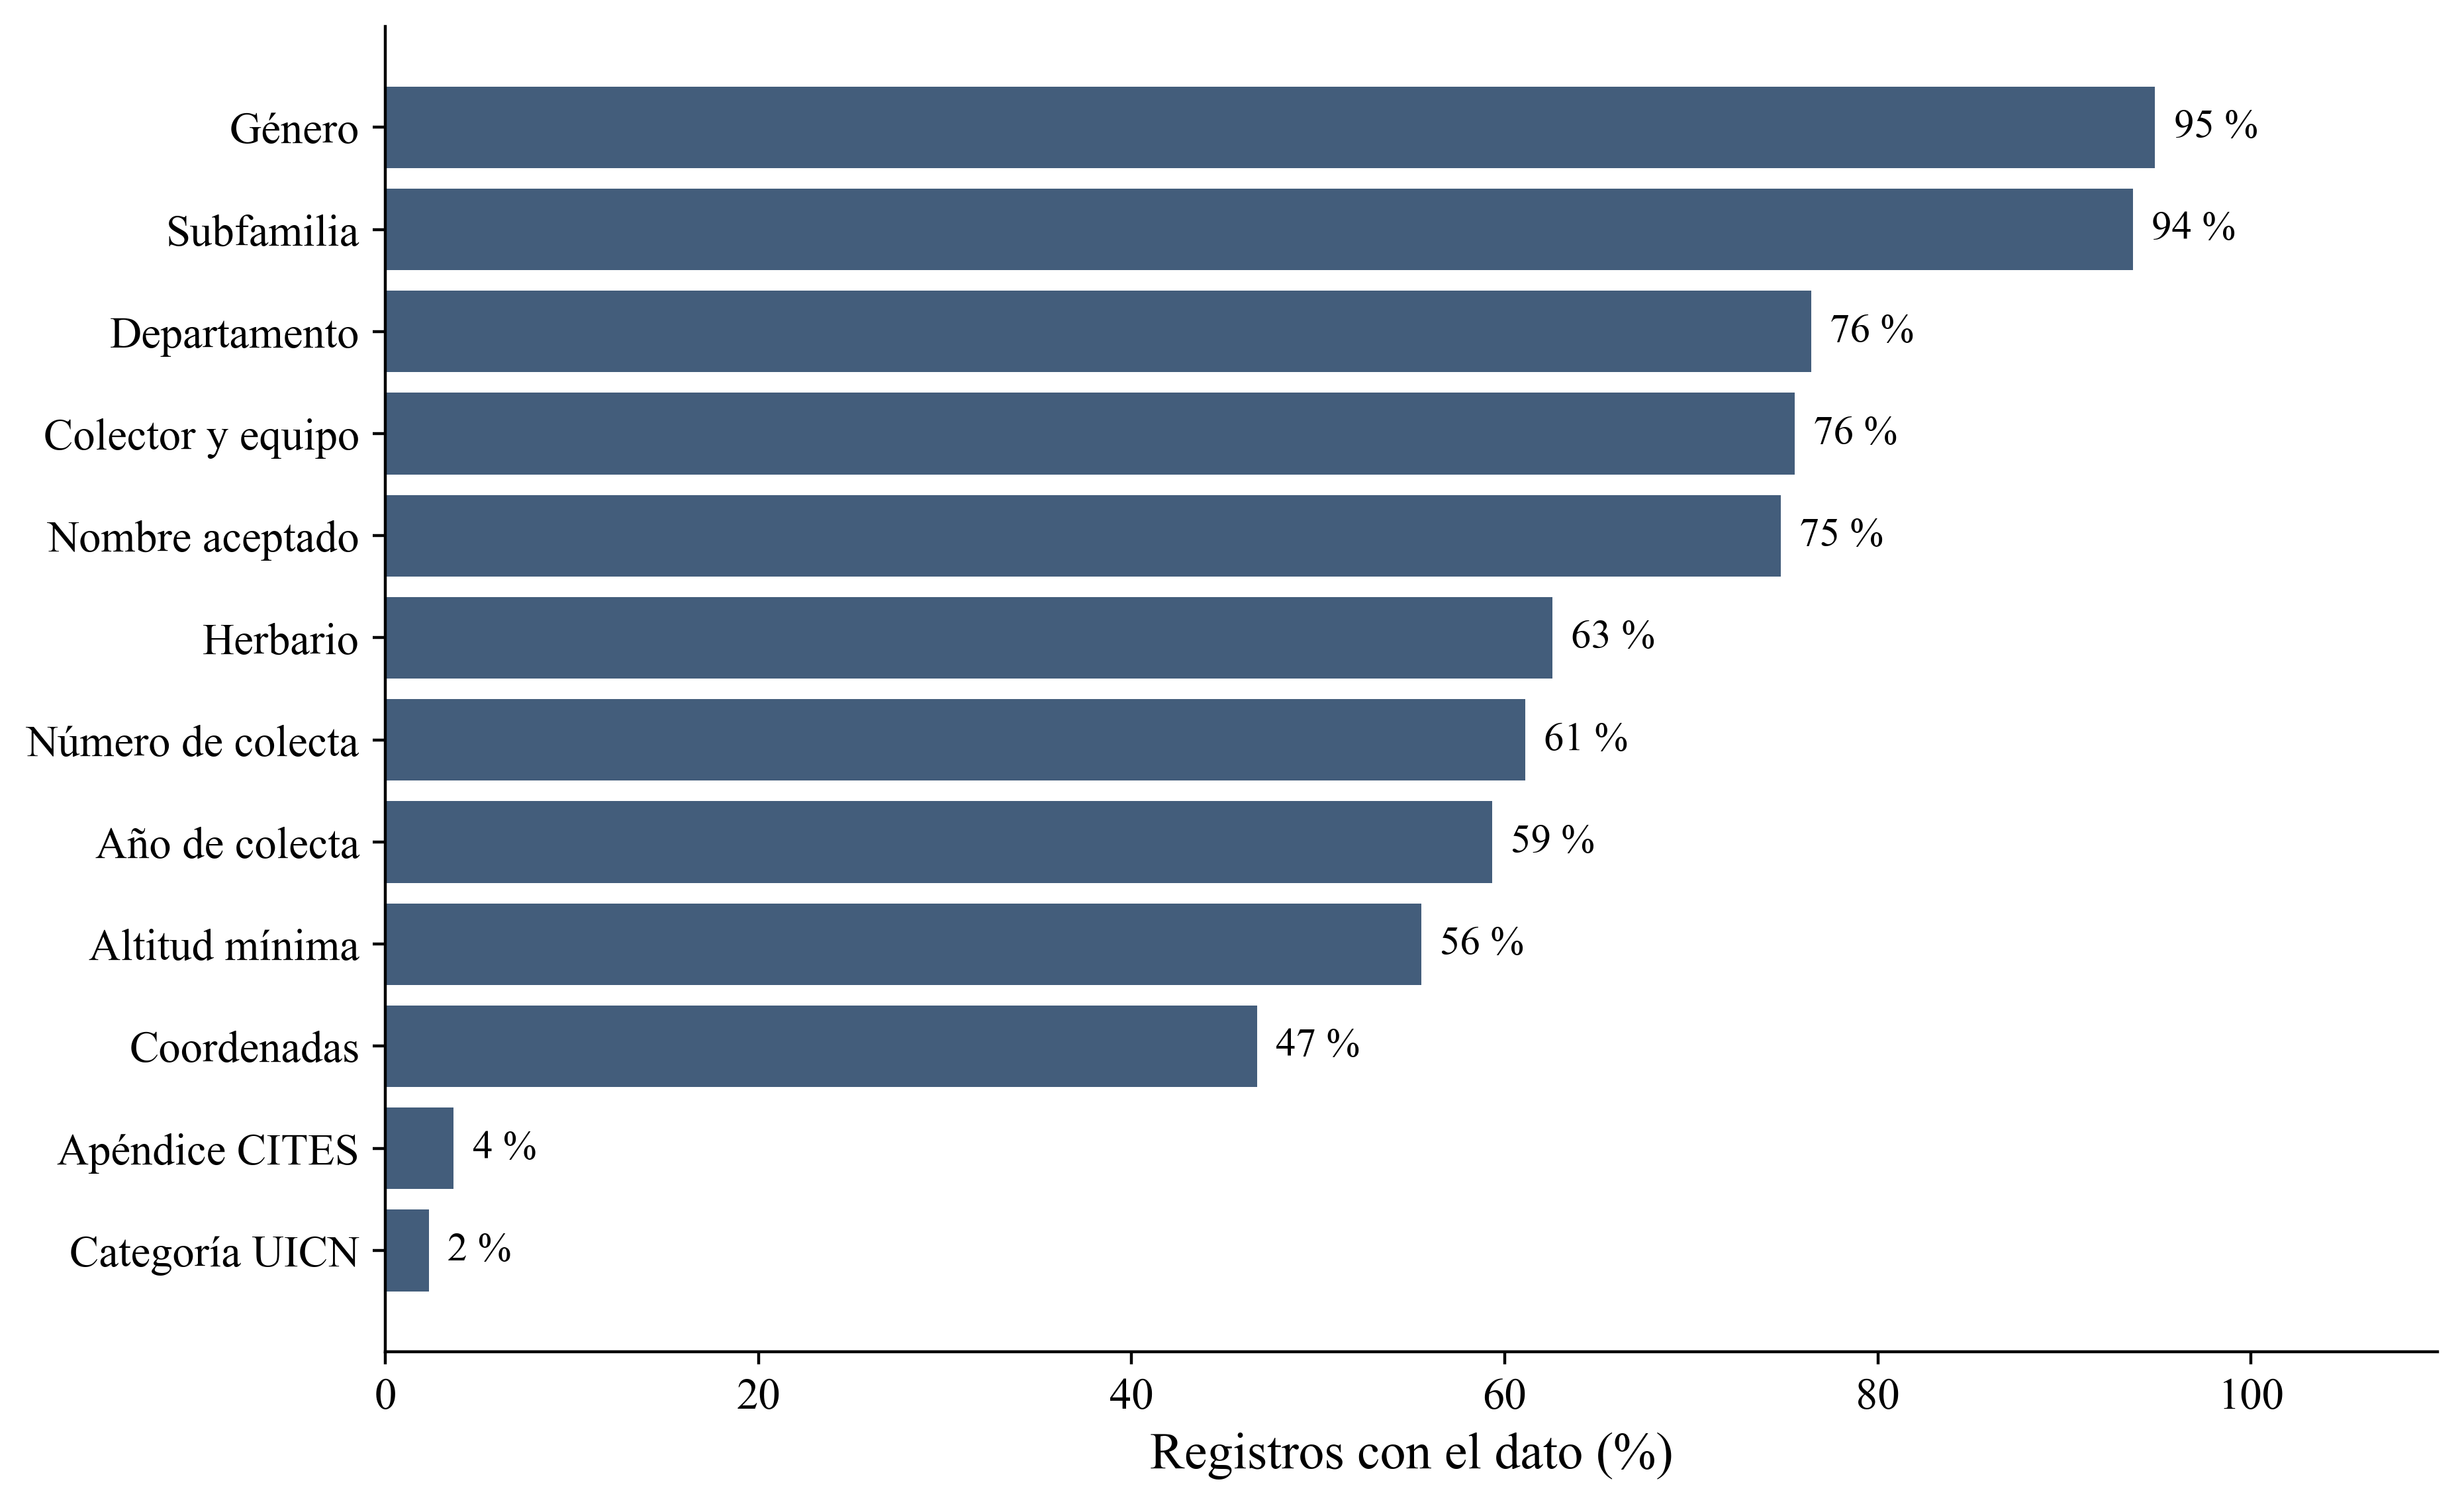 Género 95 %
Subfamilia 94 %
Departamento 76 %
Colector y equipo 76 %
Nombre aceptado 75 %
Herbario 63 %
Número de colecta 61 %
Año de colecta 59 %
Altitud mínima 56 %
Coordenadas 47 %
Apéndice CITES 4 %
Categoría UICN 2 %
0 20 40 60 80 100
Registros con el dato (%)